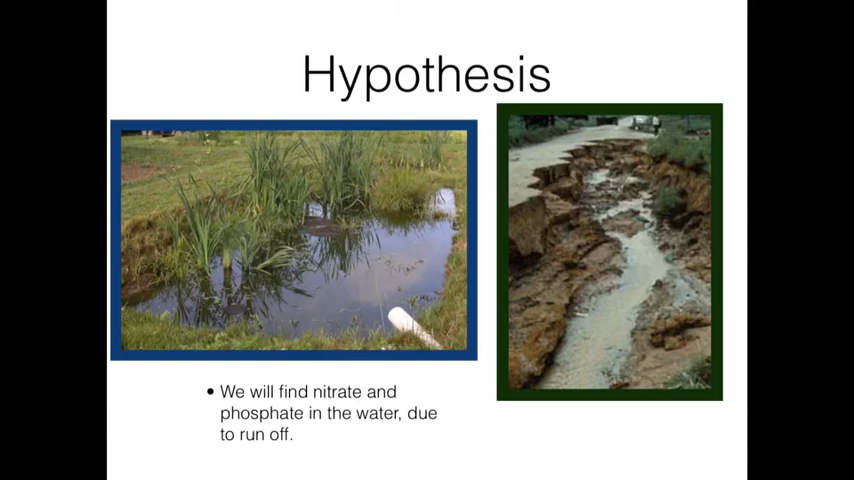 Hypothesis
• We will find nitrate and
phosphate in the water, due
to run off.